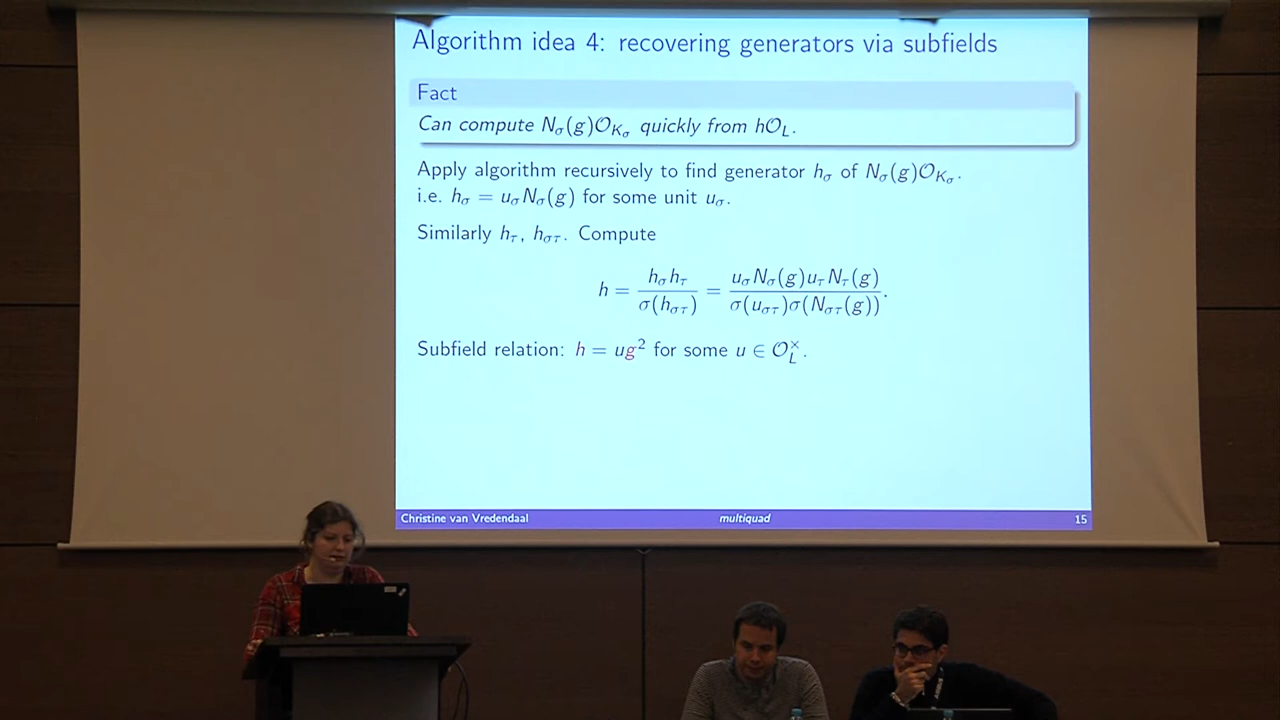 Algorithm idea 4: recovering generators via subfields
Fact
Can compute N_σ(g)O_{K_σ} quickly from hO_L.
Apply algorithm recursively to find generator h_σ of N_σ(g)O_{K_σ}.
i.e. h_σ = u_σN_σ(g) for some unit u_σ.
Similarly h_τ, h_{στ}. Compute
h = \frac{h_σh_τ}{σ(h_{στ})} = \frac{u_σN_σ(g)u_τN_τ(g)}{σ(u_{στ})σ(N_{στ}(g))}.
Subfield relation: h = ug² for some u ∈ O_L^×.
Christine van Vredendaal multiquad 15